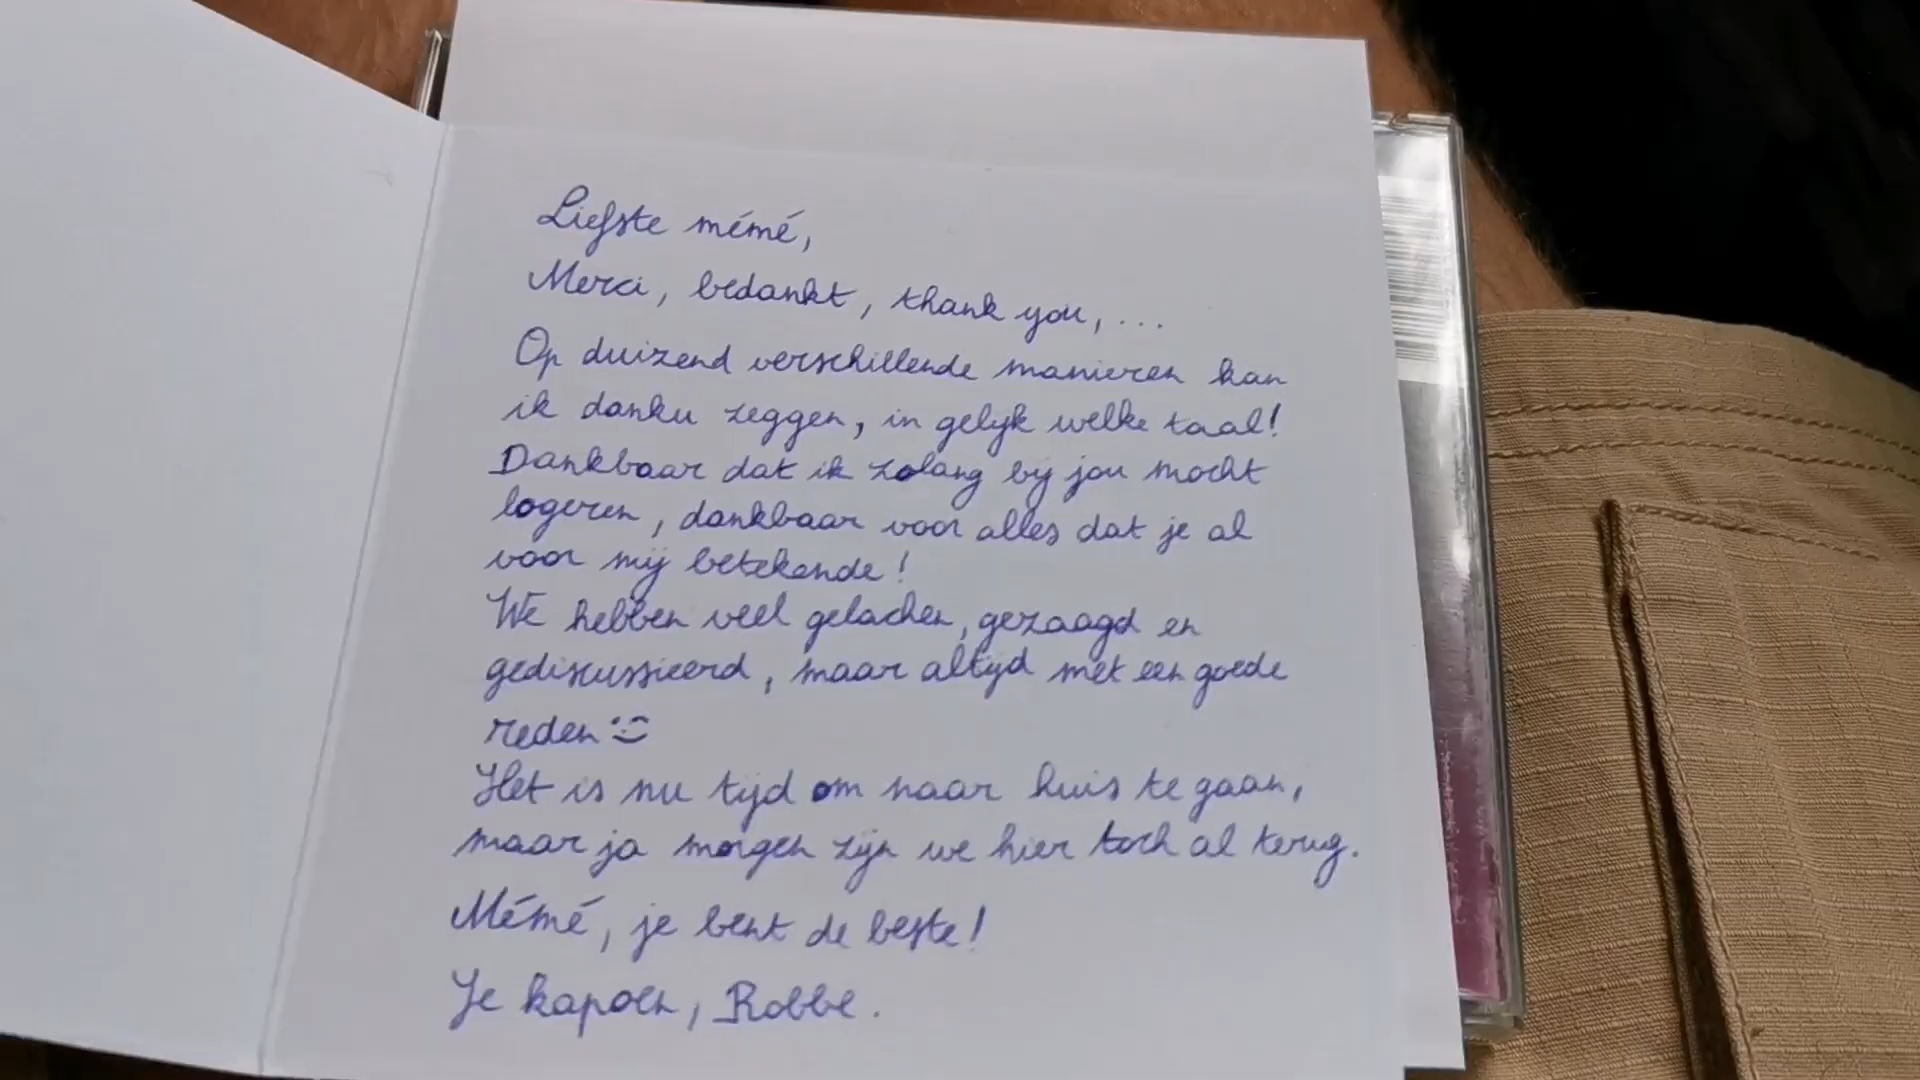 Liefste mémé,
Merci, bedankt, thank you, ...
Op duizend verschillende manieren kan
ik danku zeggen, in gelijk welke taal!
Dankbaar dat ik zolang bij jou mocht
logeren, dankbaar voor alles dat je al
voor mij betekende!
We hebben veel gelachen, gezaagd en
gediscussieerd, maar altijd met een goede
reden :)
Het is nu tijd om naar huis te gaan,
maar ja morgen zijn we hier toch al terug.
Mémé, je bent de beste!
Je kapoen, Robbe.